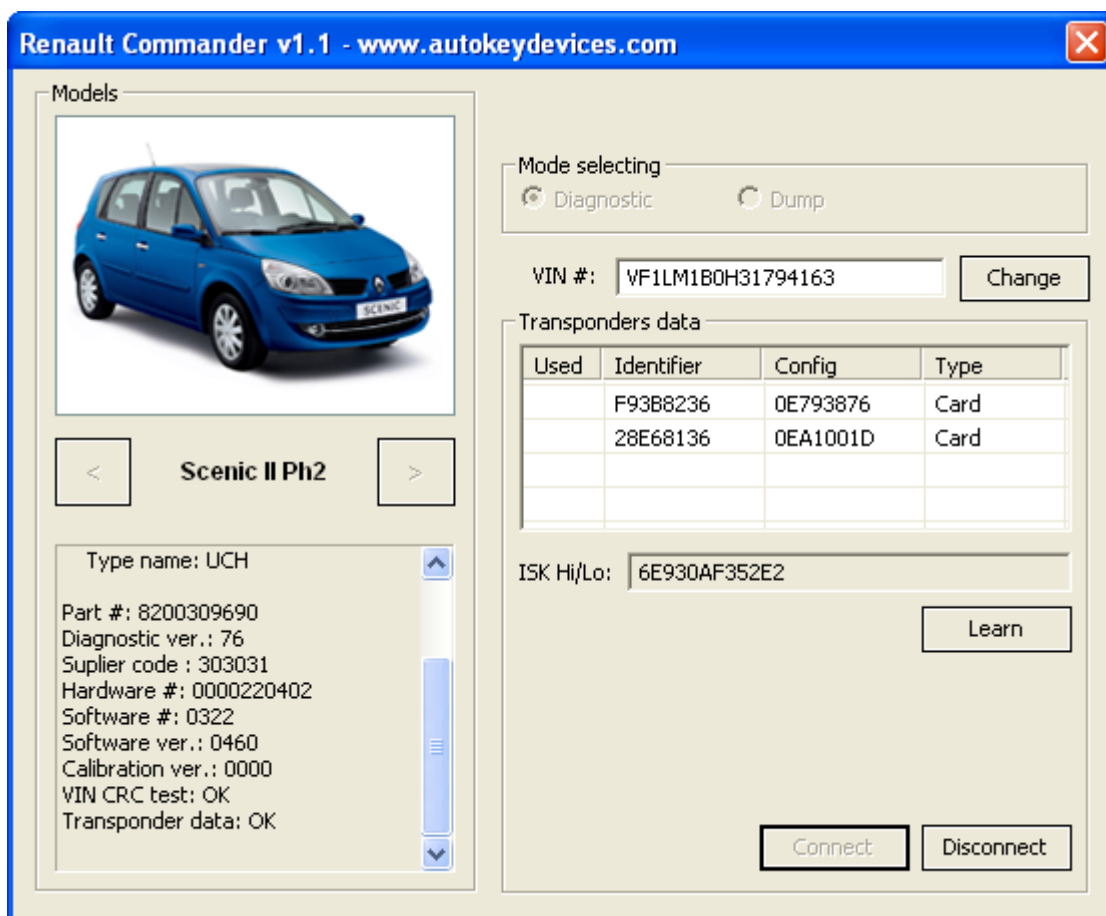 Renault Commander v1.1 - www.autokeydevices.com
Models
SCENIC
< Scenic II Ph2 >
Type name: UCH
Part #: 8200309690
Diagnostic ver.: 76
Suplier code : 303031
Hardware #: 0000220402
Software #: 0322
Software ver.: 0460
Calibration ver.: 0000
VIN CRC test: OK
Transponder data: OK
Mode selecting
Diagnostic Dump
VIN #: VF1LM1B0H31794163 Change
Transponders data
Used Identifier Config Type
F93B8236 0E793876 Card
28E68136 0EA1001D Card
ISK Hi/Lo: 6E930AF352E2
Learn
Connect Disconnect